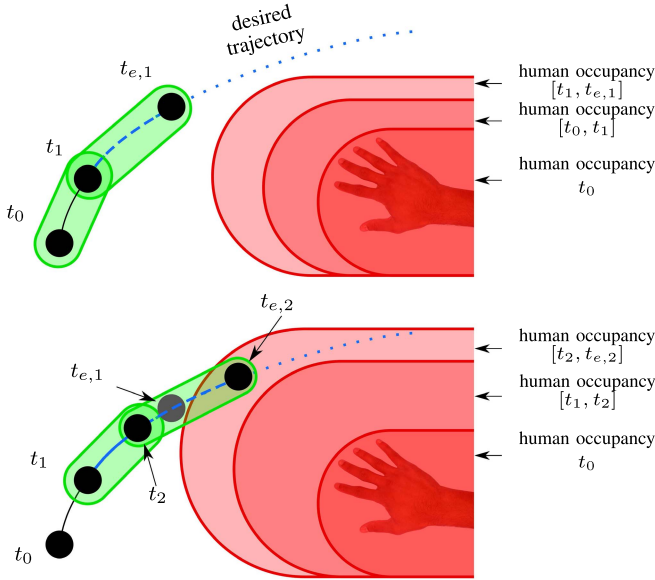 desired
trajectory
t_{e,1}
human occupancy
[t_1, t_{e,1}]
human occupancy
[t_0, t_1]
t_1
human occupancy
t_0
t_0
t_{e,2}
human occupancy
[t_2, t_{e,2}]
t_{e,1}
human occupancy
[t_1, t_2]
human occupancy
t_0
t_1
t_2
t_0